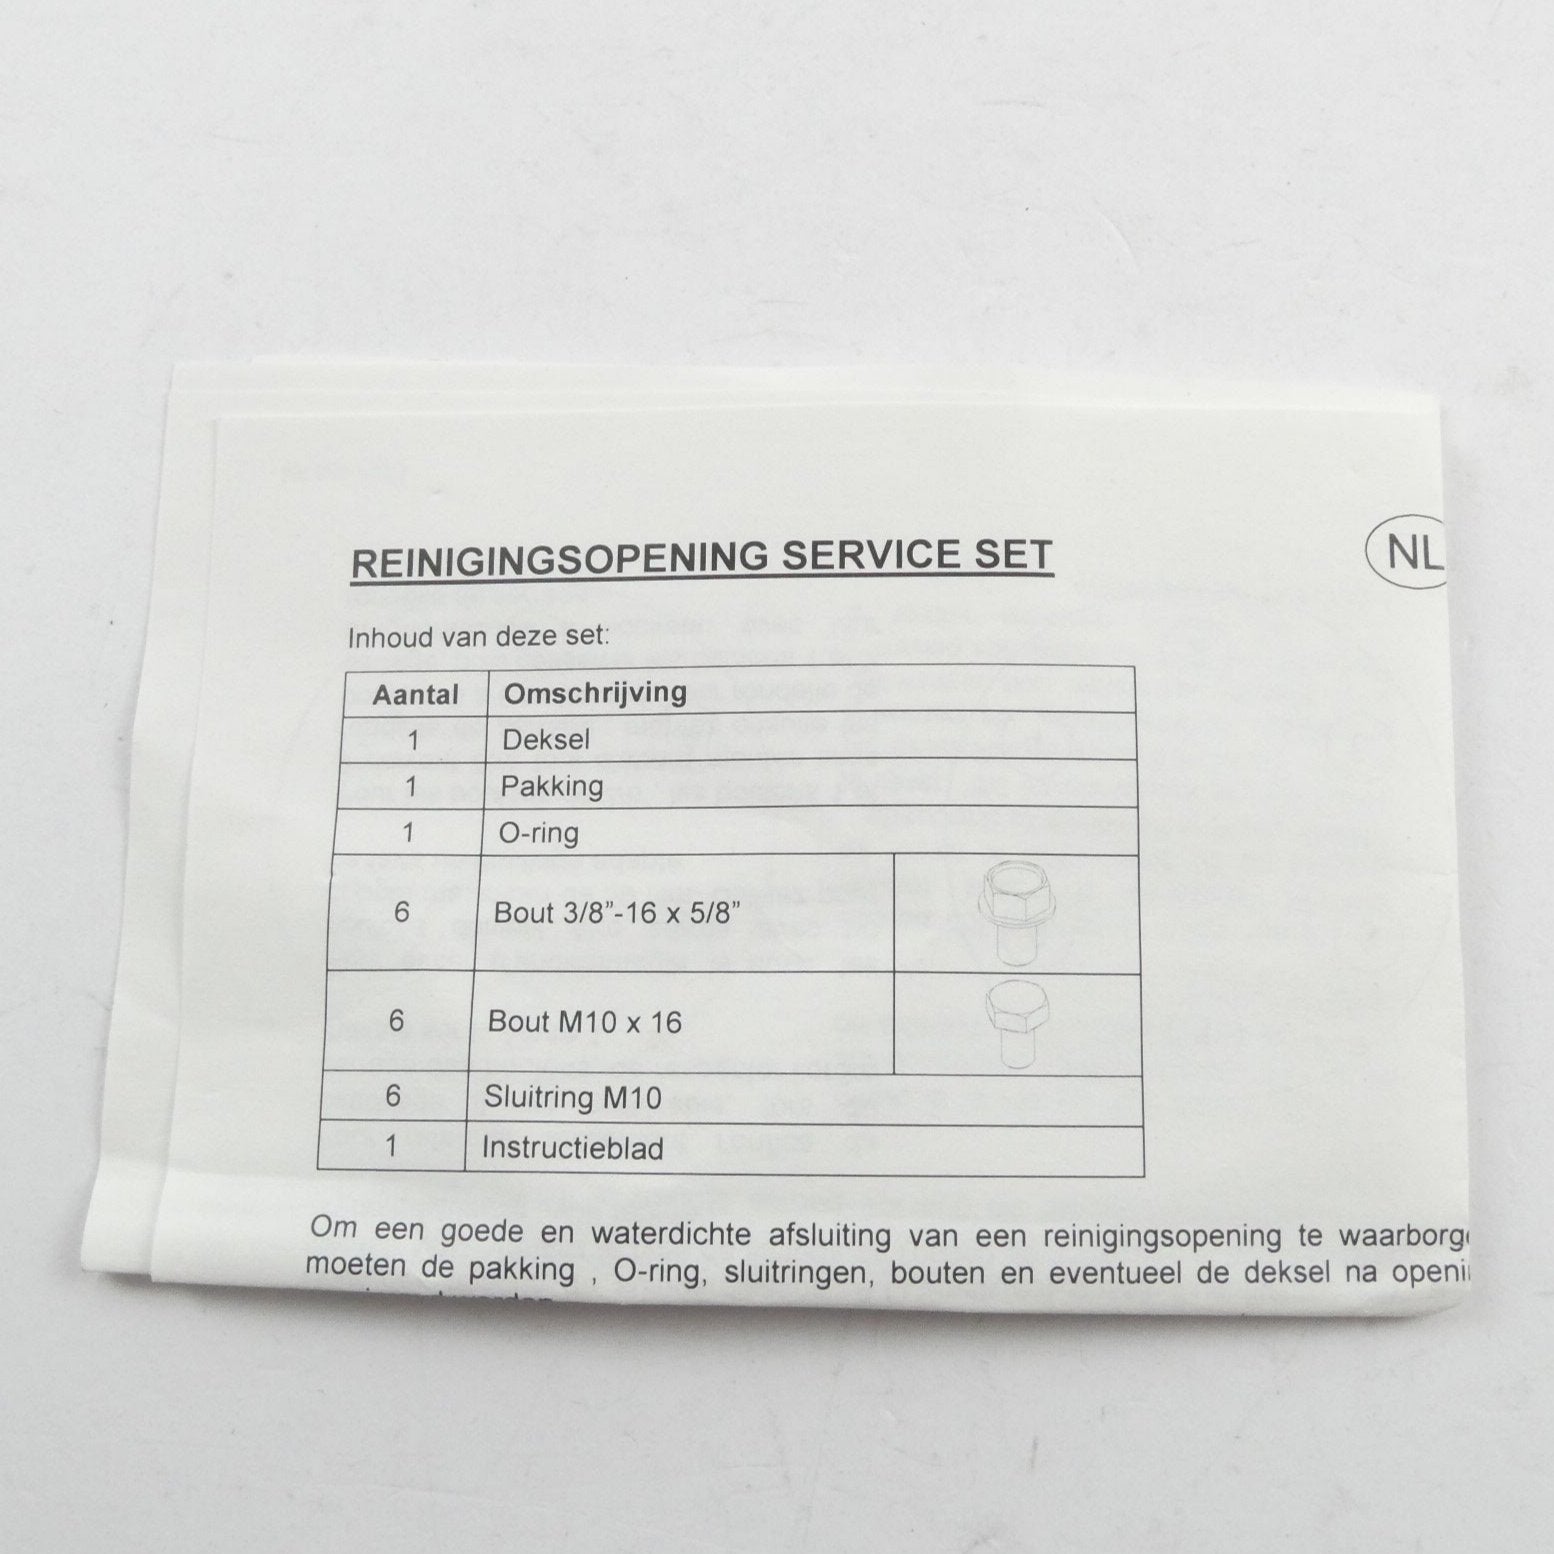 REINIGINGSOPENING SERVICE SET
NL
Inhoud van deze set:
Aantal Omschrijving
1 Deksel
1 Pakking
1 O-ring
6 Bout 3/8”-16 x 5/8”
6 Bout M10 x 16
6 Sluitring M10
1 Instructieblad
Om een goede en waterdichte afsluiting van een reinigingsopening te
moeten de pakking , O-ring, sluitringen, bouten en eventueel de deksel na